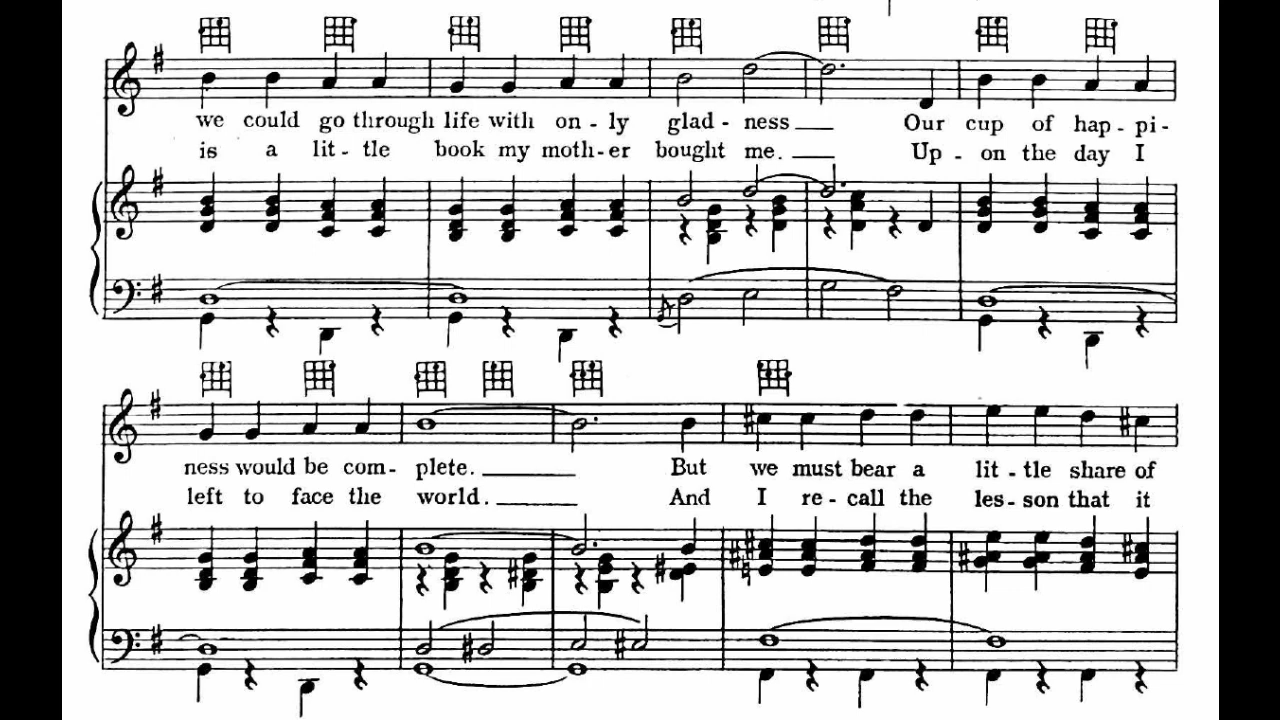 we could go through life with on - ly glad - ness Our cup of hap - pi -
is a lit - tle book my moth - er bought me. Up - on the day I
ness would be com - plete. But we must bear a lit - tle share of
left to face the world. And I re - call the les - son that it